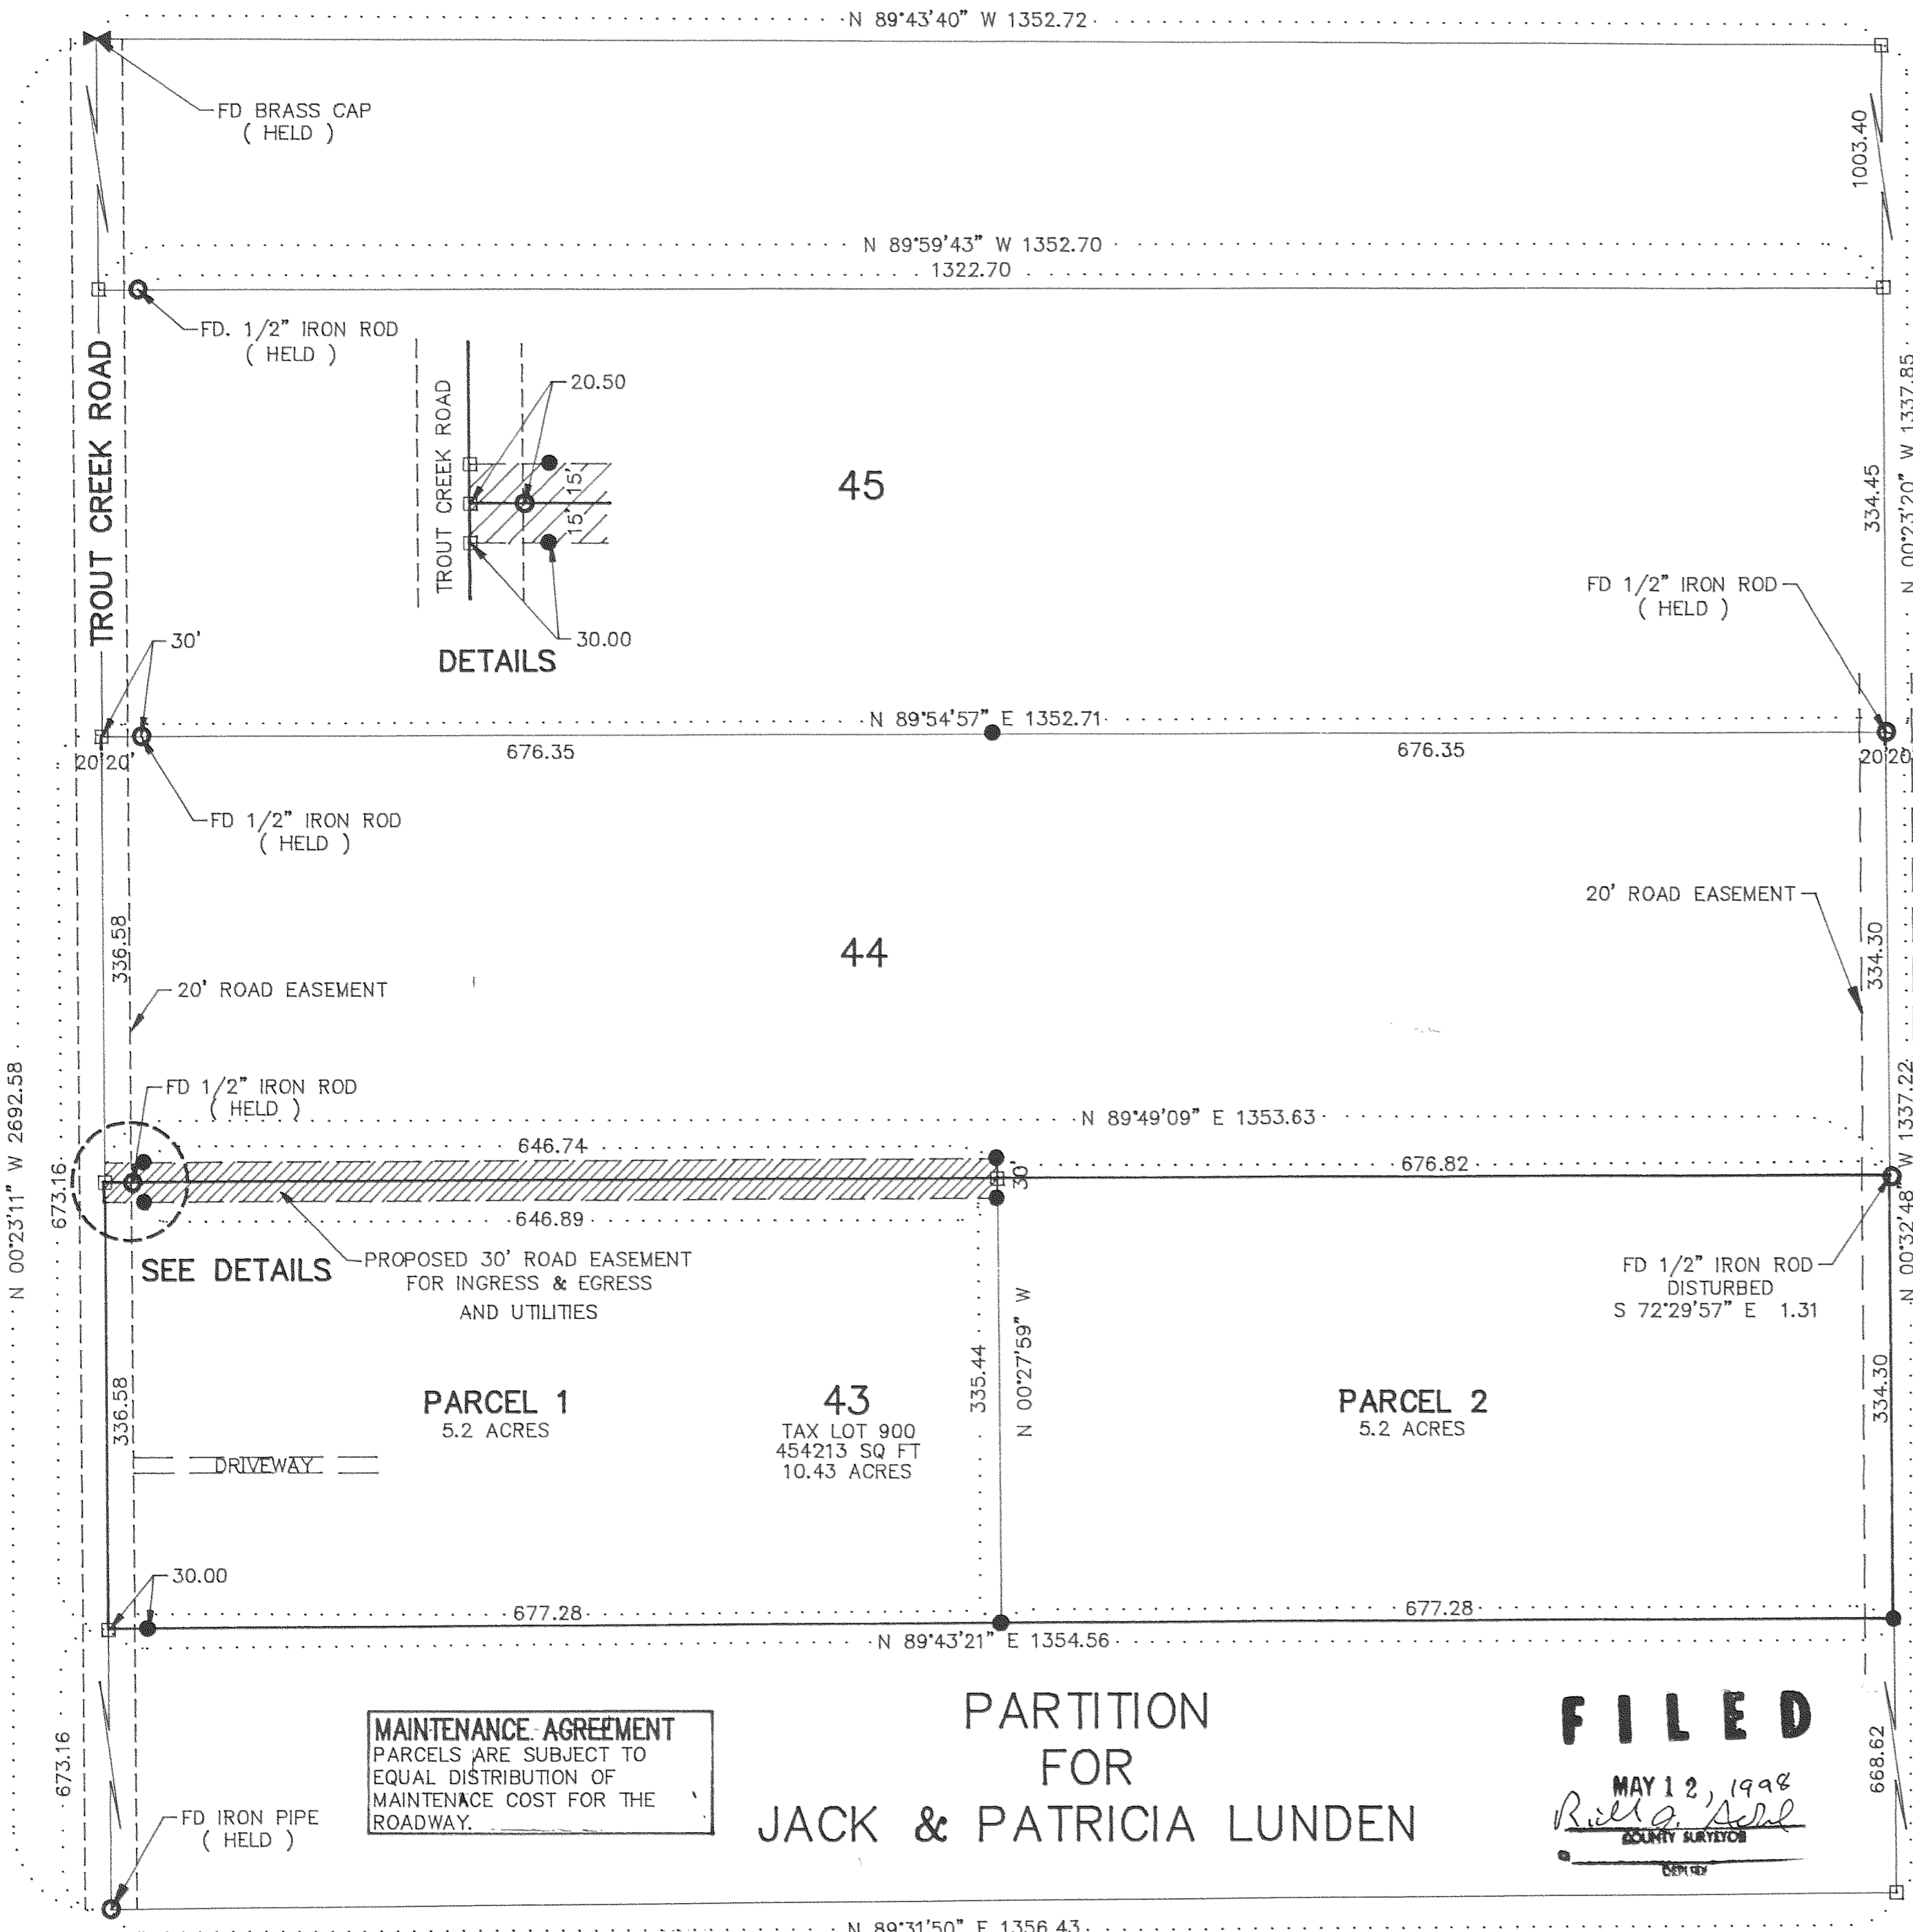 N 89°43'40" W 1352.72
FD BRASS CAP
( HELD )
1003.40
N 89°59'43" W 1352.70
1322.70
FD. 1/2" IRON ROD
( HELD )
TROUT CREEK ROAD
TROUT CREEK ROAD
20.50
15'
15'
30.00
DETAILS
45
334.45
N 00°23'20" W 1337.85
FD 1/2" IRON ROD
( HELD )
30'
N 89°54'57" E 1352.71
676.35
676.35
20'20'
20'20'
FD 1/2" IRON ROD
( HELD )
20' ROAD EASEMENT
44
336.58
334.30
20' ROAD EASEMENT
N 00°23'11" W 2692.58
FD 1/2" IRON ROD
( HELD )
N 89°49'09" E 1353.63
646.74
676.82
30'
673.16
646.89
SEE DETAILS
PROPOSED 30' ROAD EASEMENT
FOR INGRESS & EGRESS
AND UTILITIES
FD 1/2" IRON ROD
DISTURBED
S 72°29'57" E 1.31
N 00°32'48" W 1337.22
336.58
PARCEL 1
5.2 ACRES
43
TAX LOT 900
454213 SQ FT
10.43 ACRES
335.44
N 00°27'59" W
PARCEL 2
5.2 ACRES
334.30
DRIVEWAY
30.00
677.28
677.28
N 89°43'21" E 1354.56
673.16
MAINTENANCE AGREEMENT
PARCELS ARE SUBJECT TO
EQUAL DISTRIBUTION OF
MAINTENACE COST FOR THE
ROADWAY.
PARTITION
FOR
JACK & PATRICIA LUNDEN
FILED
MAY 12, 1998
COUNTY SURVEYOR
DEPUTY
668.62
FD IRON PIPE
( HELD )
N 89°31'50" E 1356.43